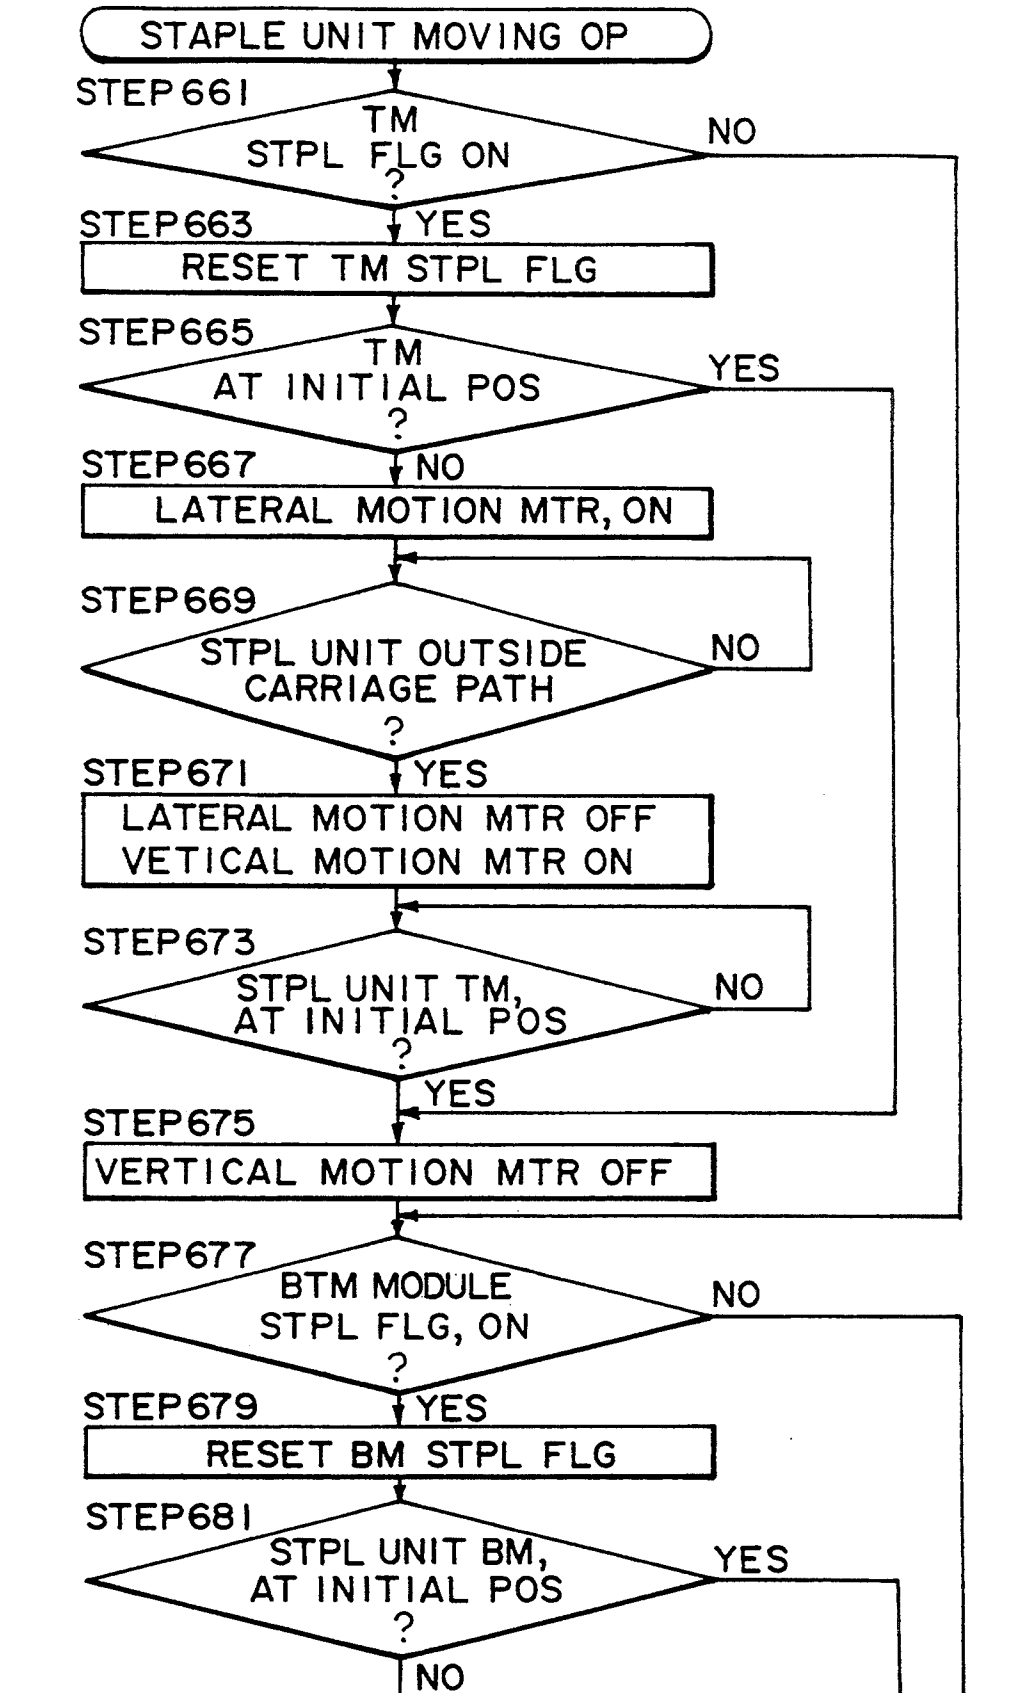 STAPLE UNIT MOVING OP
STEP661
TM
STPL FLG ON
?
NO
YES
STEP663
RESET TM STPL FLG
STEP665
TM
AT INITIAL POS
?
YES
NO
STEP667
LATERAL MOTION MTR, ON
STEP669
STPL UNIT OUTSIDE
CARRIAGE PATH
?
NO
YES
STEP671
LATERAL MOTION MTR OFF
VETICAL MOTION MTR ON
STEP673
STPL UNIT TM,
AT INITIAL POS
?
NO
YES
STEP675
VERTICAL MOTION MTR OFF
STEP677
BTM MODULE
STPL FLG, ON
?
NO
YES
STEP679
RESET BM STPL FLG
STEP681
STPL UNIT BM,
AT INITIAL POS
?
YES
NO